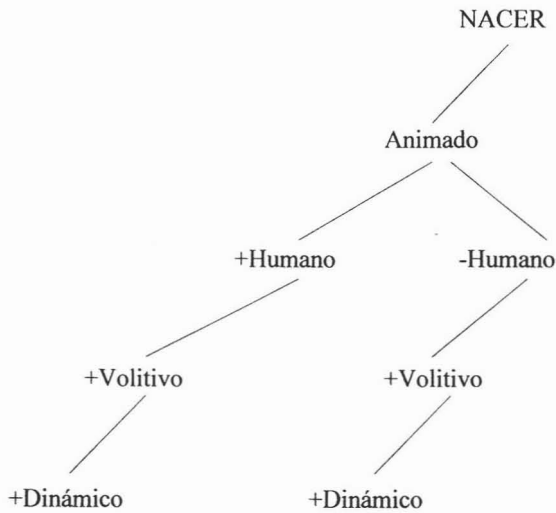 NACER
Animado
+Humano -Humano
+Volitivo +Volitivo
+Dinámico +Dinámico